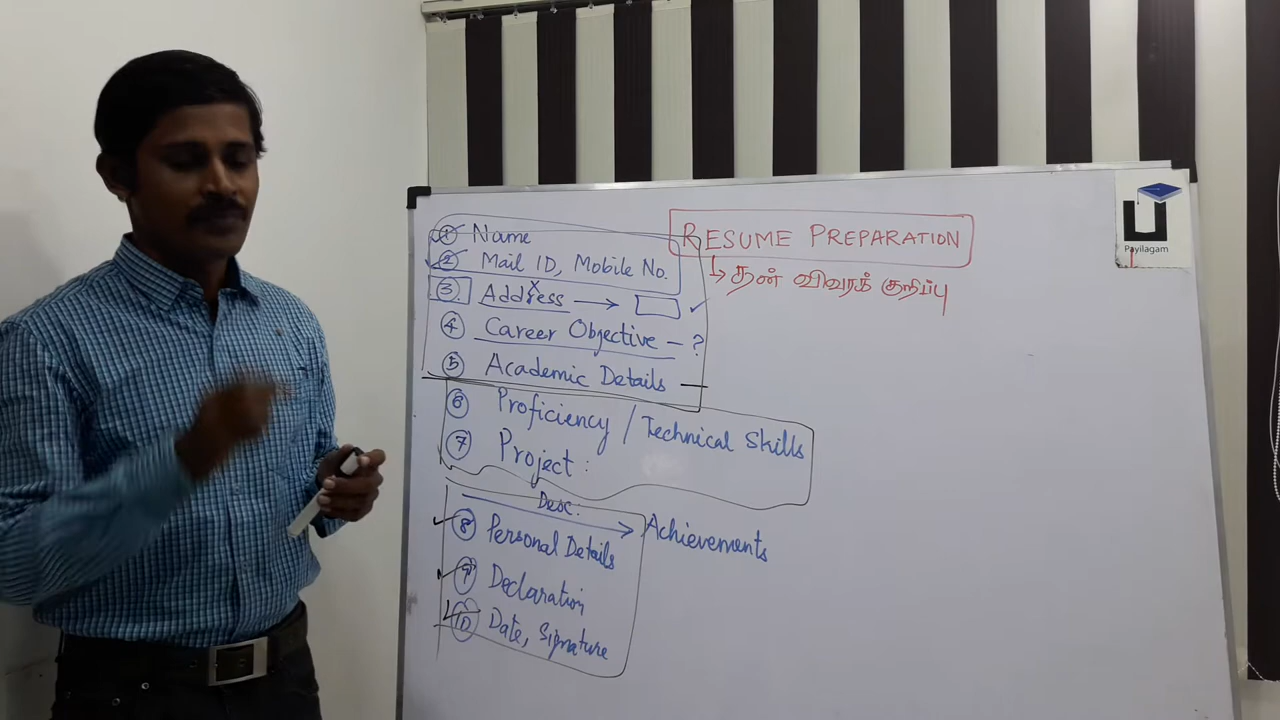 RESUME PREPARATION
தன் விவரக் குறிப்பு
Payilagam
1 Name
2 Mail ID, Mobile No.
3. Address
4 Career Objective - ?
5 Academic Details
6 Proficiency / Technical Skills
7 Project :
Desc:
Achievements
8 Personal Details
9 Declaration
10 Date, Signature